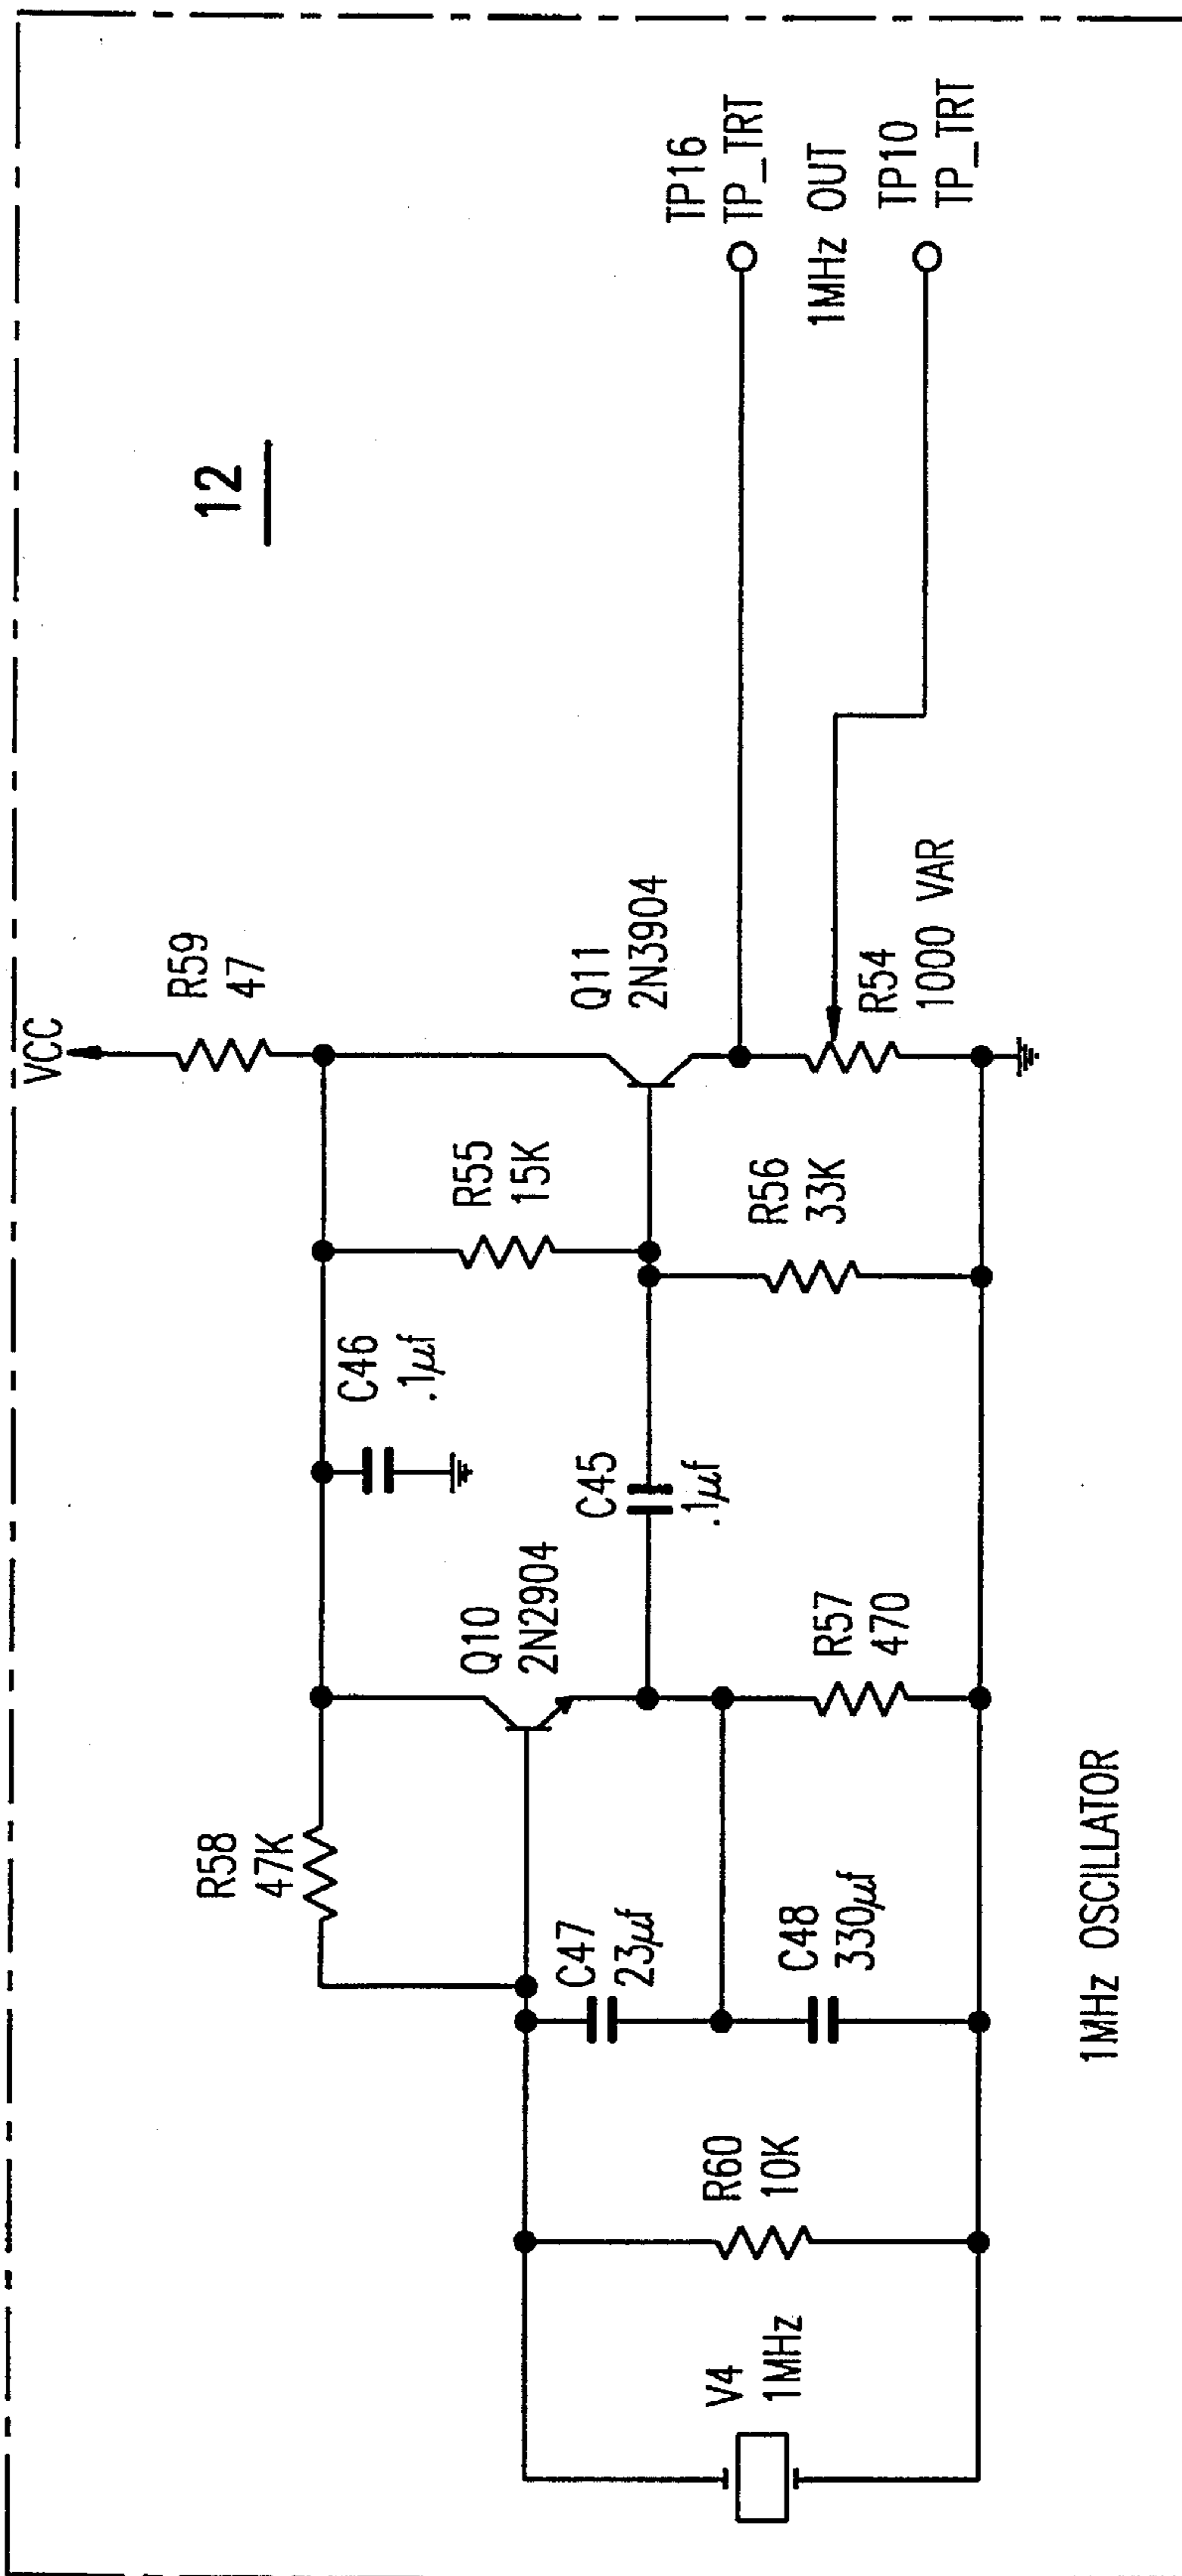 12
VCC
R59
47
R58
47K
C46
.1µf
R55
15K
Q10
2N2904
Q11
2N3904
C45
.1µf
C47
23µf
C48
330µf
R57
470
R56
33K
R54
1000 VAR
R60
10K
V4
1MHz
TP16
TP_TRT
1MHz OUT
TP10
TP_TRT
1MHz OSCILLATOR